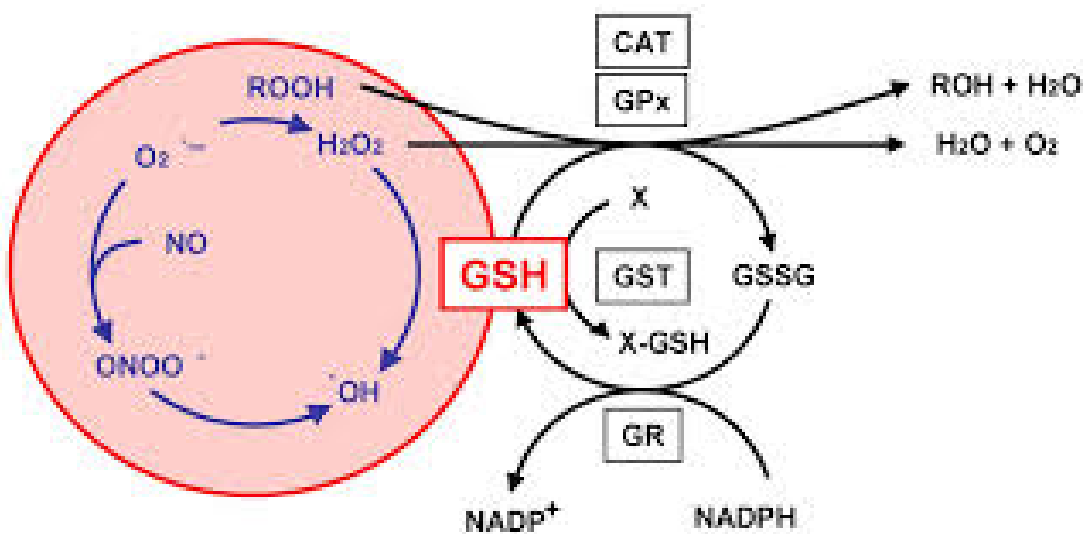 CAT
GPx
ROOH
ROH + H2O
O2 ·–
H2O2
H2O + O2
X
NO
GSH
GST
GSSG
X-GSH
ONOO -
·OH
GR
NADP+
NADPH